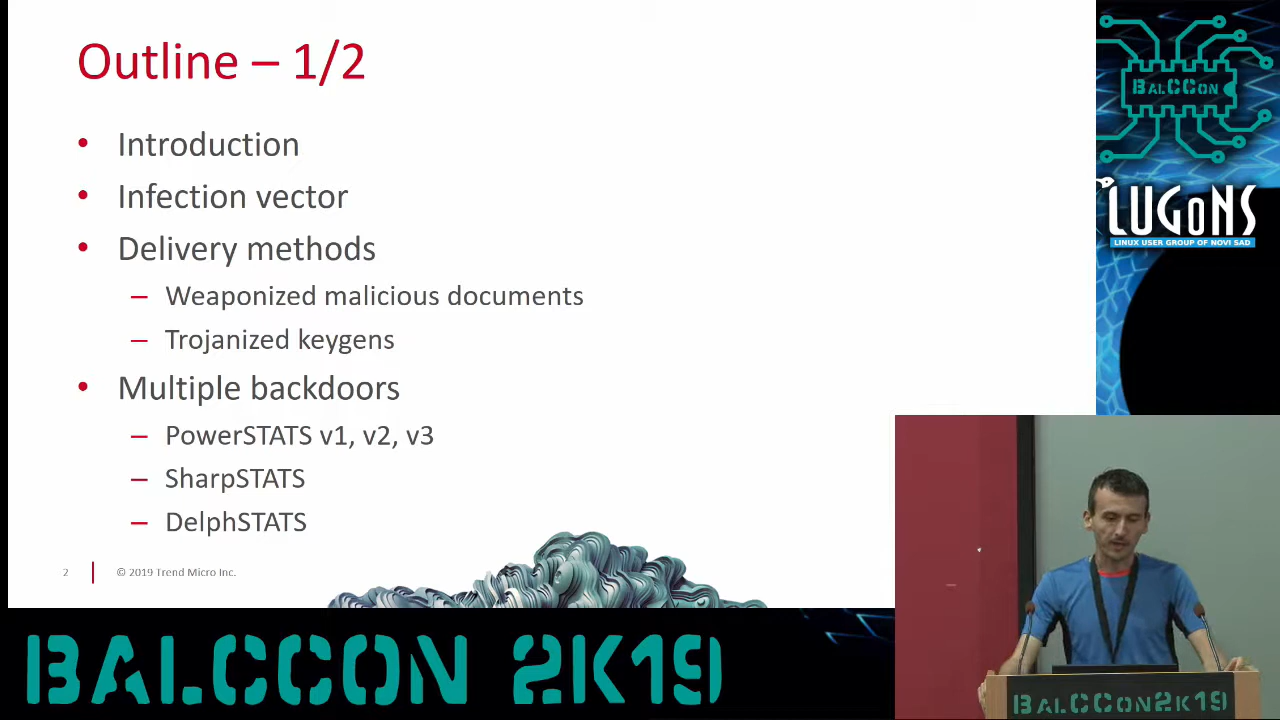 Outline – 1/2
• Introduction
• Infection vector
• Delivery methods
– Weaponized malicious documents
– Trojanized keygens
• Multiple backdoors
– PowerSTATS v1, v2, v3
– SharpSTATS
– DelphSTATS
2
© 2019 Trend Micro Inc.
BALCCON
LUGONS
LINUX USER GROUP OF NOVI SAD
BALCCON 2K19
BALCCON2K19